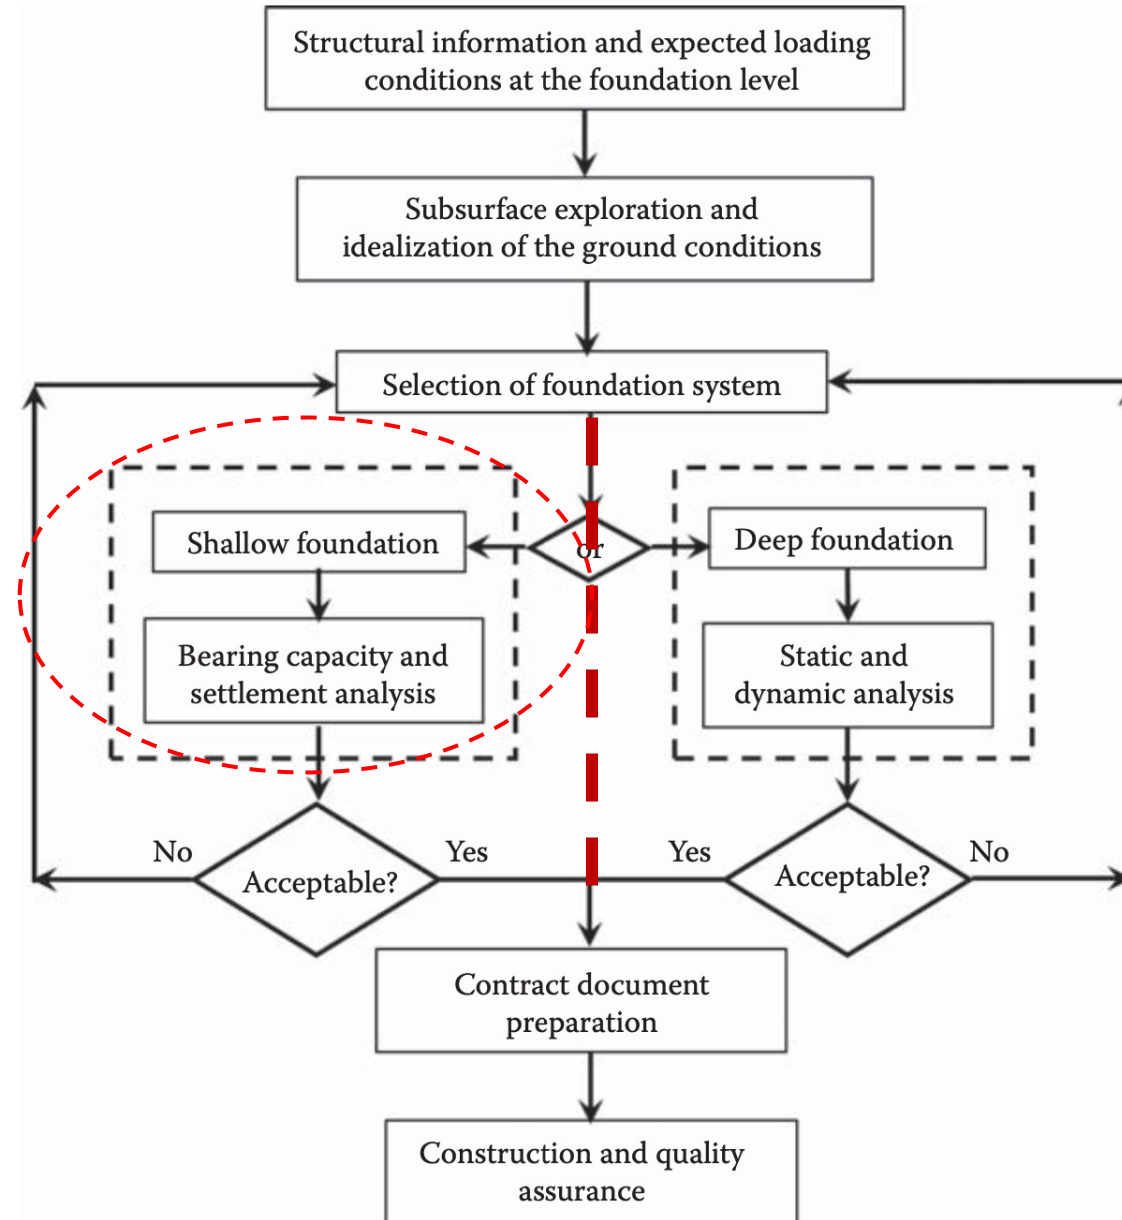 Structural information and expected loading
conditions at the foundation level
Subsurface exploration and
idealization of the ground conditions
Selection of foundation system
Shallow foundation
or
Deep foundation
Bearing capacity and
settlement analysis
Static and
dynamic analysis
No
Acceptable?
Yes
Yes
Acceptable?
No
Contract document
preparation
Construction and quality
assurance